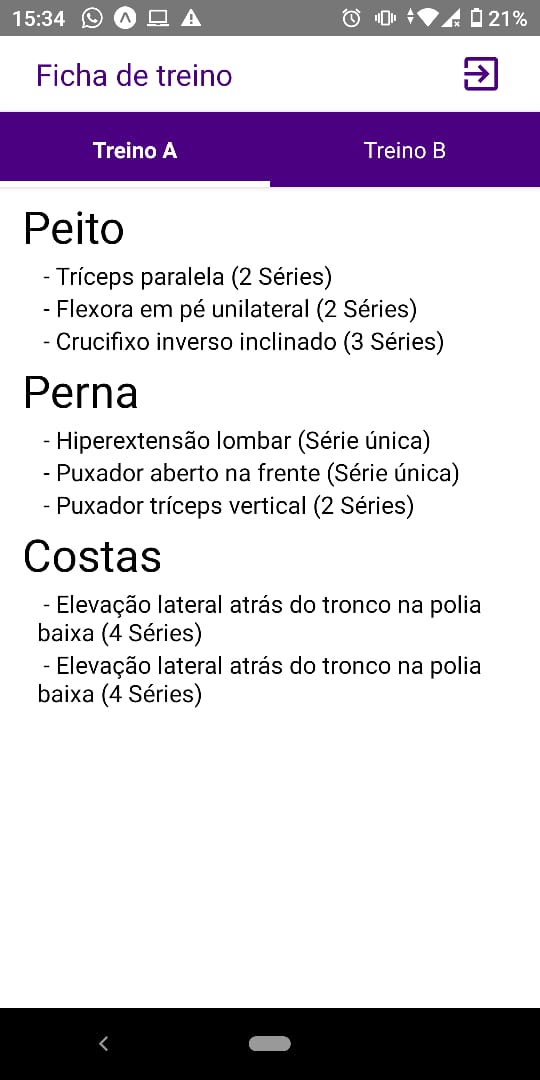 15:34
21%
Ficha de treino
Treino A
Treino B
Peito
- Tríceps paralela (2 Séries)
- Flexora em pé unilateral (2 Séries)
- Crucifixo inverso inclinado (3 Séries)
Perna
- Hiperextensão lombar (Série única)
- Puxador aberto na frente (Série única)
- Puxador tríceps vertical (2 Séries)
Costas
- Elevação lateral atrás do tronco na polia
baixa (4 Séries)
- Elevação lateral atrás do tronco na polia
baixa (4 Séries)